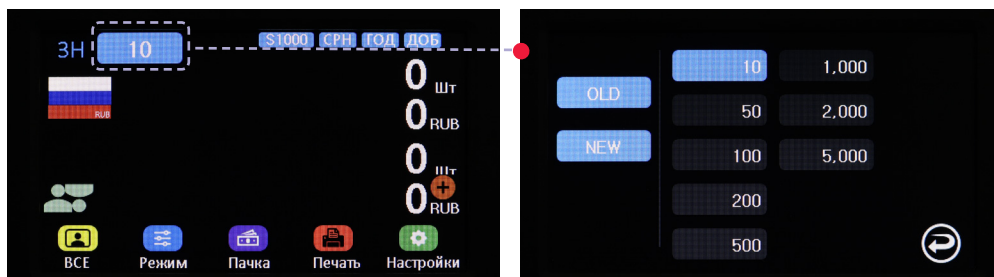 ЗН 10
S1000 СРН ГОД ДОБ
0 Шт
RUB
0 RUB
0 Шт
0 RUB
ВСЕ Режим Пачка Печать Настройки
OLD
NEW
10 1,000
50 2,000
100 5,000
200
500